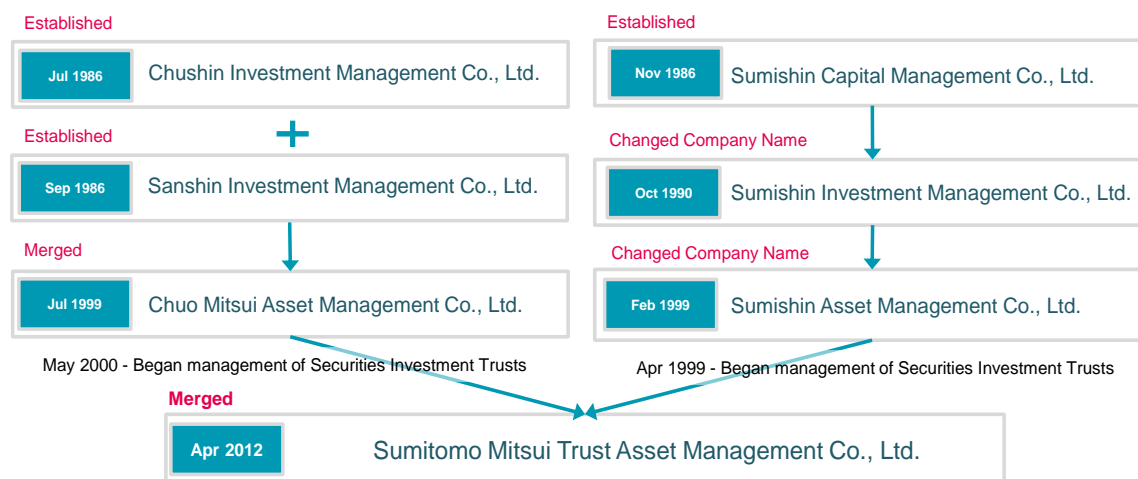 Established
Jul 1986
Chushin Investment Management Co., Ltd.
+
Established
Sep 1986
Sanshin Investment Management Co., Ltd.
Merged
Jul 1999
Chuo Mitsui Asset Management Co., Ltd.
May 2000 - Began management of Securities Investment Trusts
Established
Nov 1986
Sumishin Capital Management Co., Ltd.
Changed Company Name
Oct 1990
Sumishin Investment Management Co., Ltd.
Changed Company Name
Feb 1999
Sumishin Asset Management Co., Ltd.
Apr 1999 - Began management of Securities Investment Trusts
Merged
Apr 2012
Sumitomo Mitsui Trust Asset Management Co., Ltd.